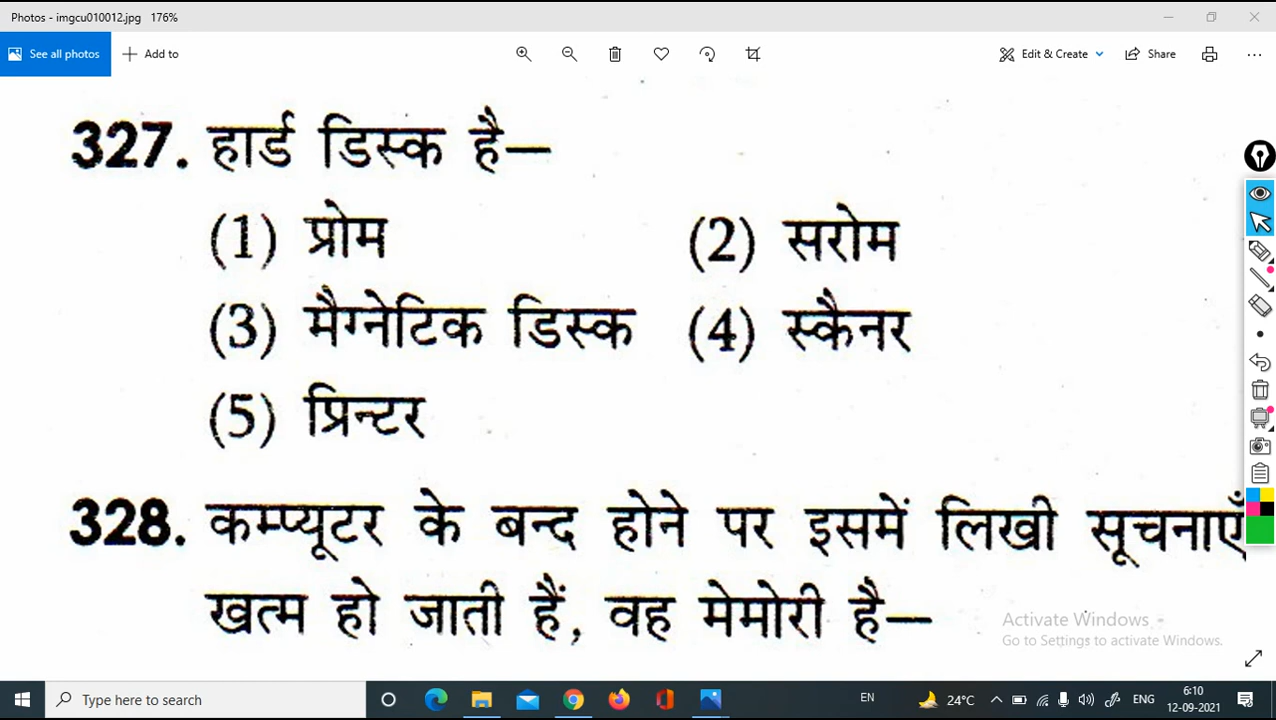 Photos - imgcu010012.jpg 176%
See all photos
Add to
Edit & Create
Share
327. हार्ड डिस्क है—
(1) प्रोम (2) सरोम
(3) मैग्नेटिक डिस्क (4) स्कैनर
(5) प्रिन्टर
328. कम्प्यूटर के बन्द होने पर इसमें लिखी सूचनाएँ
खत्म हो जाती हैं, वह मेमोरी है—
Activate Windows
Go to Settings to activate Windows.
Type here to search
EN
24°C
ENG
6:10
12-09-2021